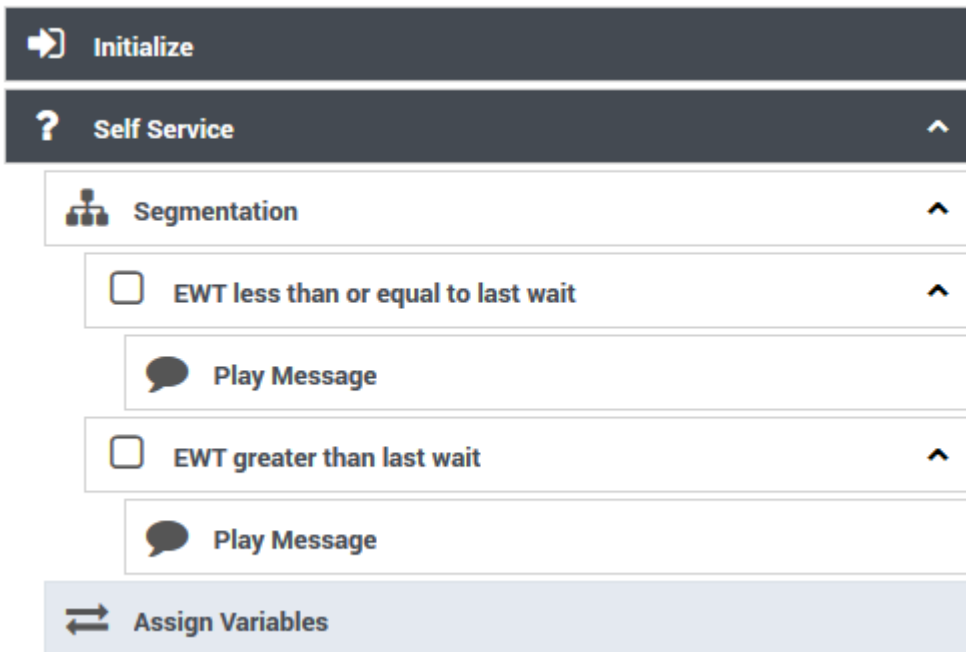 Initialize
Self Service
Segmentation
EWT less than or equal to last wait
Play Message
EWT greater than last wait
Play Message
Assign Variables